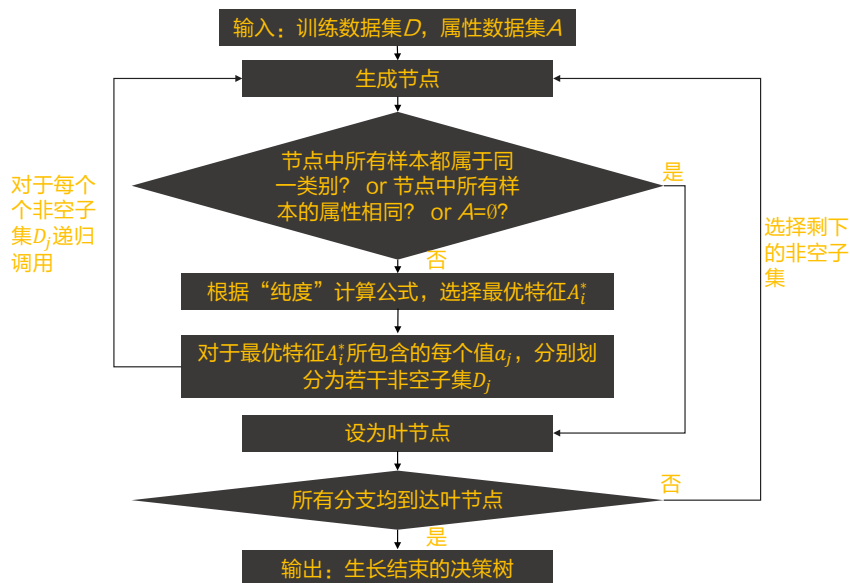 输入：训练数据集D，属性数据集A
生成节点
节点中所有样本都属于同
一类别？ or 节点中所有样
本的属性相同？ or A=∅?
是
否
对于每个
个非空子
集D_j递归
调用
选择剩下
的非空子
集
根据“纯度”计算公式，选择最优特征A_i^*
对于最优特征A_i^*所包含的每个值a_j，分别划
分为若干非空子集D_j
设为叶节点
所有分支均到达叶节点
否
是
输出：生长结束的决策树